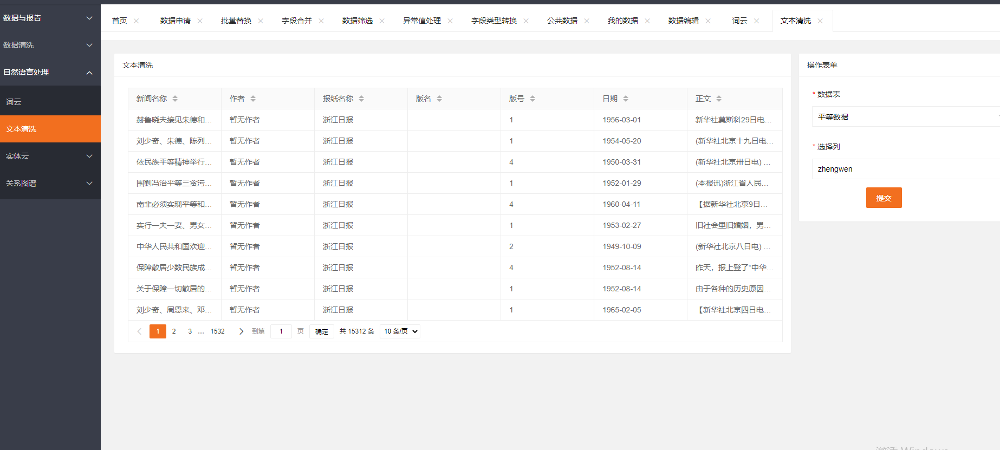 数据与报告
数据清洗
自然语言处理
词云
文本清洗
实体云
关系图谱
首页 数据申请 批量替换 字段合并 数据筛选 异常值处理 字段类型转换 公共数据 我的数据 数据编辑 词云 文本清洗
文本清洗
新闻名称 作者 报纸名称 版名 版号 日期 正文
赫鲁晓夫接见朱德和... 暂无作者 浙江日报 1 1956-03-01 新华社莫斯科29日电...
刘少奇、朱德、陈列... 暂无作者 浙江日报 1 1954-05-20 (新华社北京十九日电...
依民族平等精神举行... 暂无作者 浙江日报 4 1950-03-31 (新华社北京卅日电) ...
围剿冯治平等三贪污... 暂无作者 浙江日报 1 1952-01-29 (本报讯)浙江省人民...
南非必须实现平等和... 暂无作者 浙江日报 4 1960-04-11 【据新华社北京9日...
实行一夫一妻、男女... 暂无作者 浙江日报 1 1953-02-27 旧社会里旧婚姻，男...
中华人民共和国欢迎... 暂无作者 浙江日报 2 1949-10-09 (新华社北京八日电) ...
保障散居少数民族成... 暂无作者 浙江日报 4 1952-08-14 昨天，报上登了“中华...
关于保障一切散居的... 暂无作者 浙江日报 1 1952-08-14 由于各种的历史原因...
刘少奇、周恩来、邓... 暂无作者 浙江日报 1 1965-02-05 【新华社北京四日电...
1 2 3 ... 1532 到第 1 页 确定 共 15312 条 10 条/页
操作表单
* 数据表
平等数据
* 选择列
zhengwen
提交
激活 Windows